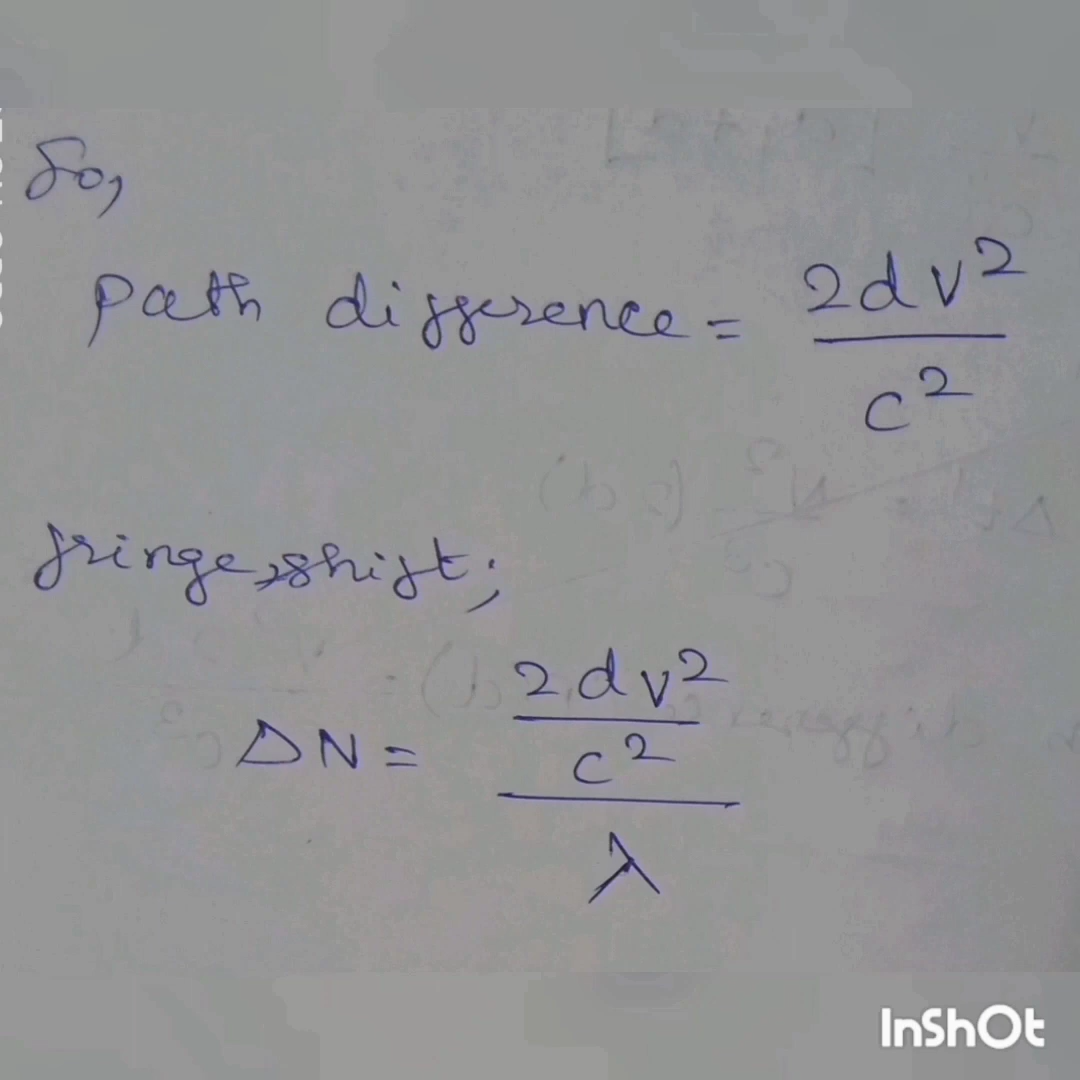 So,
path difference = 2dv²/c²
fringe, shift;
ΔN = 2dv²/c²/λ
InShOt